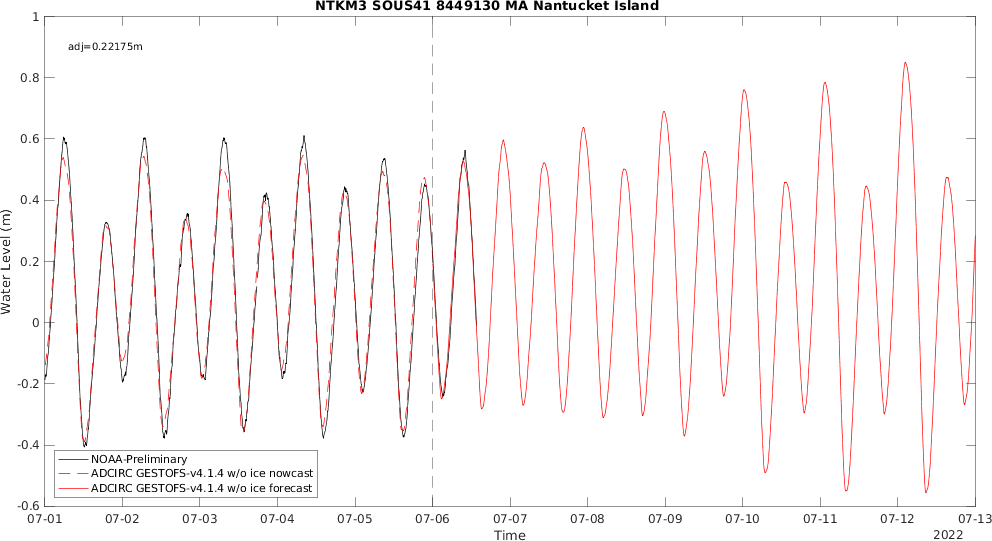 NTKM3 SOUS41 8449130 MA Nantucket Island
adj=0.22175m
1
0.8
0.6
0.4
0.2
0
-0.2
-0.4
-0.6
Water Level (m)
NOAA-Preliminary
ADCIRC GESTOFS-v4.1.4 w/o ice nowcast
ADCIRC GESTOFS-v4.1.4 w/o ice forecast
07-01 07-02 07-03 07-04 07-05 07-06 07-07 07-08 07-09 07-10 07-11 07-12 07-13
Time
2022